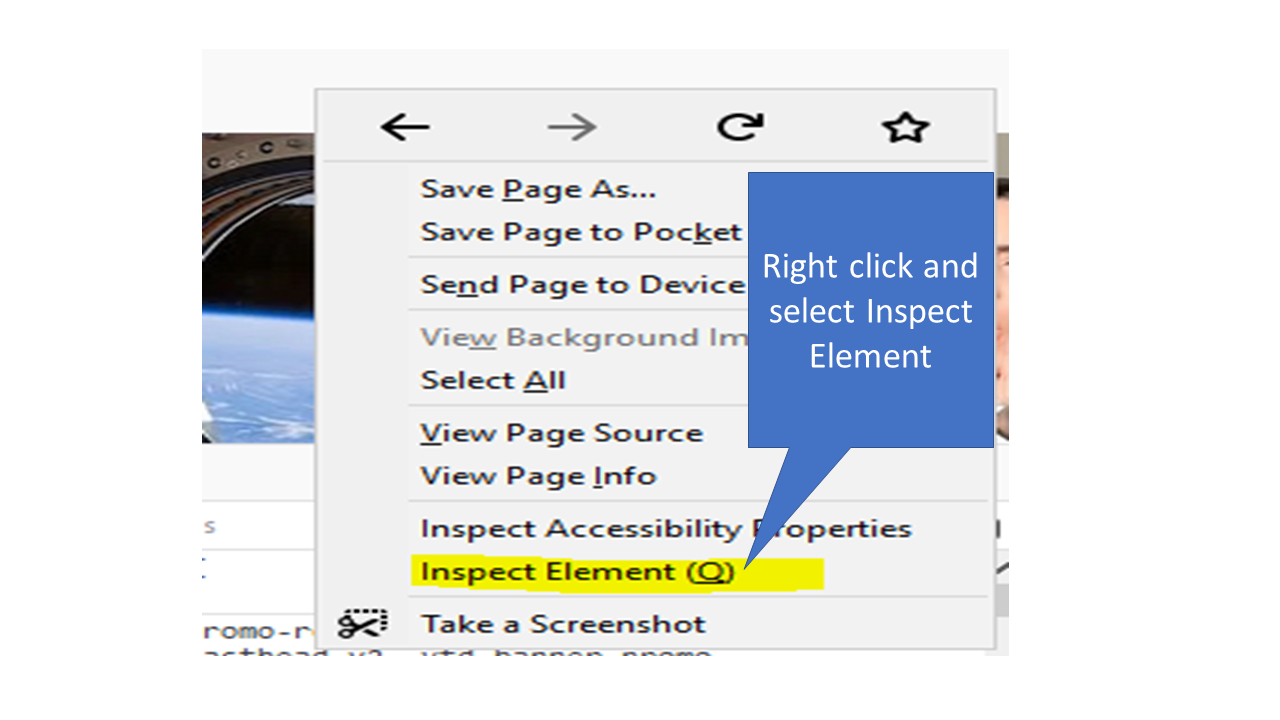 Save Page As...
Save Page to Pocket
Send Page to Device
View Background Im
Select All
View Page Source
View Page Info
Inspect Accessibility Properties
Inspect Element (Q)
Take a Screenshot
Right click and
select Inspect
Element
s
romo-r